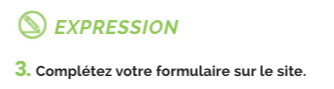 EXPRESSION
3. Complétez votre formulaire sur le site.